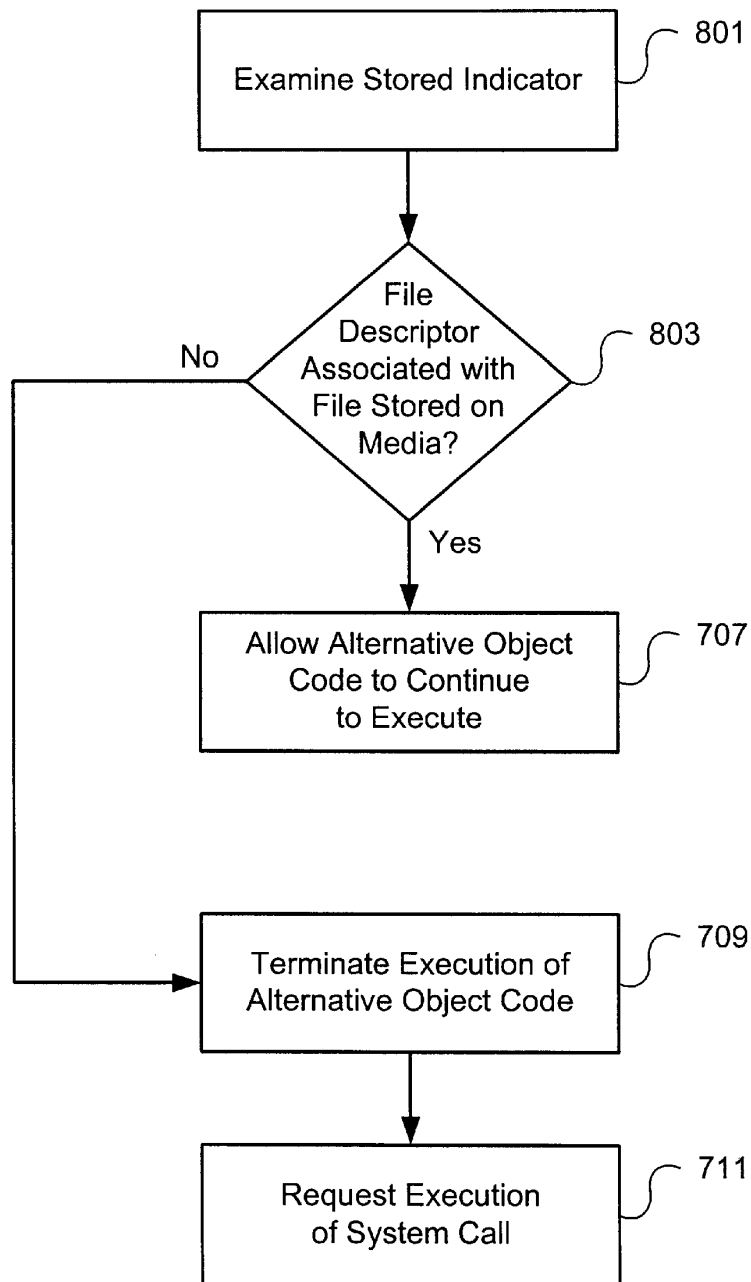 801
Examine Stored Indicator
File
Descriptor
Associated with
File Stored on
Media?
803
No
Yes
Allow Alternative Object
Code to Continue
to Execute
707
Terminate Execution of
Alternative Object Code
709
Request Execution
of System Call
711